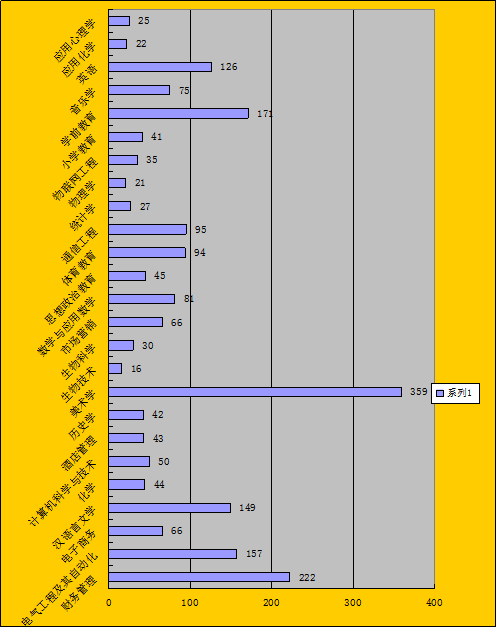 应用心理学 25
应用化学 22
英语 126
音乐学 75
学前教育 171
小学教育 41
物联网工程 35
物理学 21
统计学 27
通信工程 95
体育教育 94
思想政治教育 45
数学与应用数学 81
市场营销 66
生物科学 30
生物技术 16
美术学 359
系列1
历史学 42
酒店管理 43
计算机科学与技术 50
化学 44
汉语言文学 149
电子商务 66
电气工程及其自动化 157
财务管理 222
0 100 200 300 400